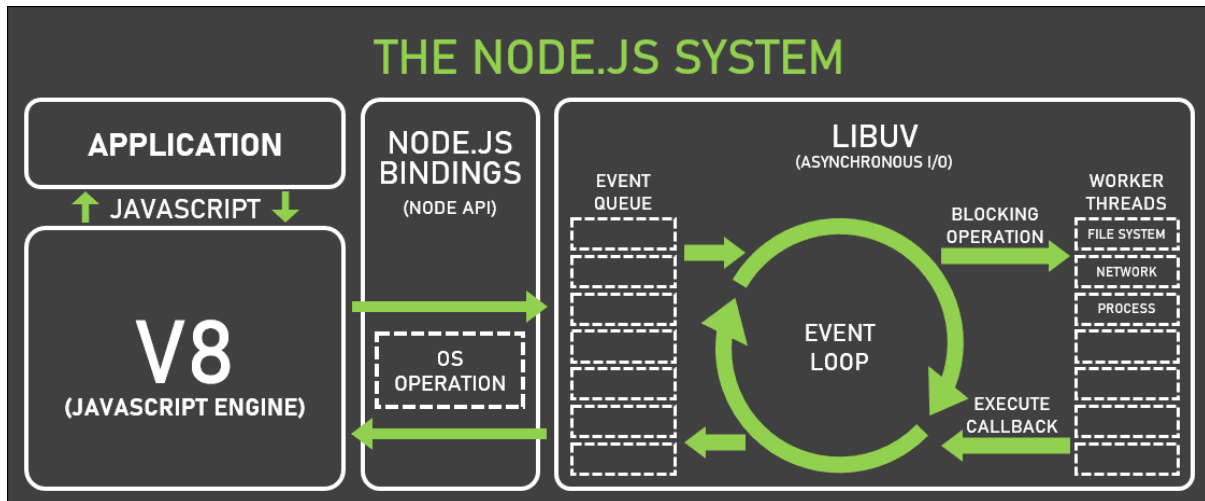 THE NODE.JS SYSTEM
APPLICATION
JAVASCRIPT
V8
(JAVASCRIPT ENGINE)
NODE.JS
BINDINGS
(NODE API)
OS
OPERATION
LIBUV
(ASYNCHRONOUS I/O)
EVENT
QUEUE
EVENT
LOOP
BLOCKING
OPERATION
EXECUTE
CALLBACK
WORKER
THREADS
FILE SYSTEM
NETWORK
PROCESS